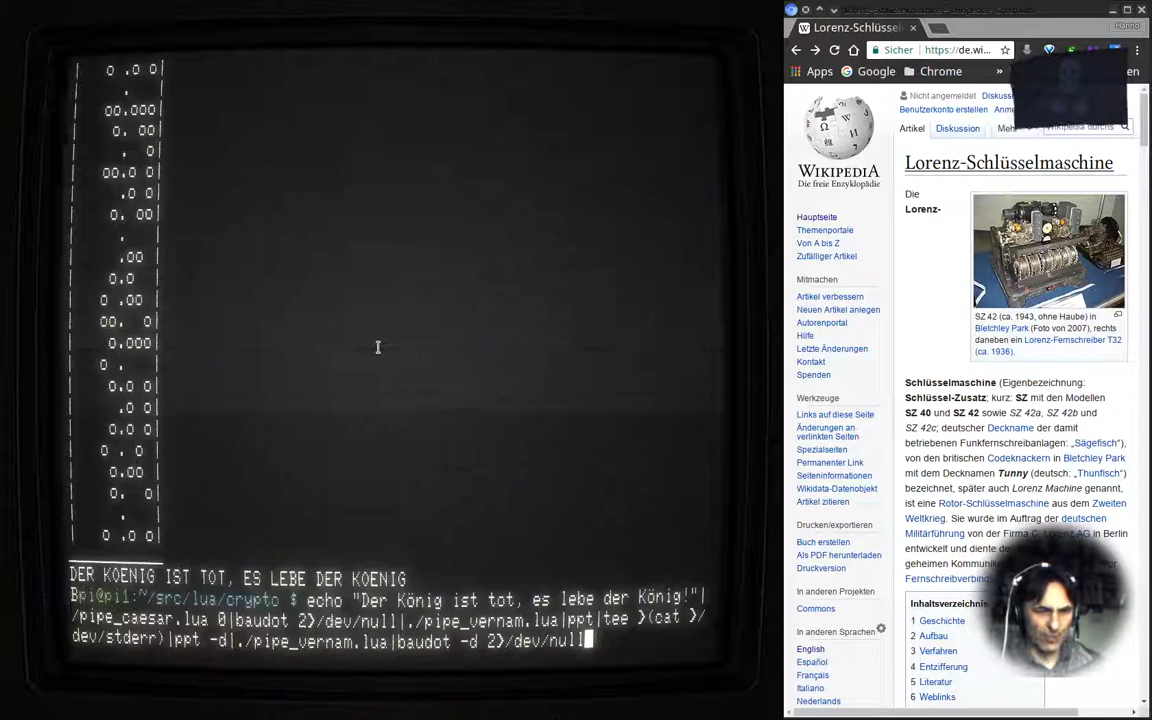 Lorenz-Schlüssel
Hanno
Sicher
https://de.wi...
Apps
Google
Chrome
»
en
Nicht angemeldet
Benutzerkonto erstellen
Artikel
Diskussion
WIKIPEDIA
Die freie Enzyklopädie
Lorenz-Schlüsselmaschine
Die
Lorenz-
SZ 42 (ca. 1943, ohne Haube) in
Bletchley Park (Foto von 2007), rechts
daneben ein Lorenz-Fernschreiber T32
(ca. 1936).
Schlüsselmaschine (Eigenbezeichnung:
Schlüssel-Zusatz; kurz: SZ mit den Modellen
SZ 40 und SZ 42 sowie SZ 42a, SZ 42b und
SZ 42c; deutscher Deckname der damit
betriebenen Funkfernschreibanlagen: „Sägefisch“),
von den britischen Codeknackern in Bletchley Park
mit dem Decknamen Tunny (deutsch: „Thunfisch“)
bezeichnet, später auch Lorenz Machine genannt,
ist eine Rotor-Schlüsselmaschine aus dem Zweiten
Weltkrieg. Sie wurde im Auftrag der deutschen
Militärführung von der Firma C. Lorenz AG in Berlin
entwickelt und diente
geheimen Kommunik
Fernschreibverbin
Inhaltsverzeichnis
1 Geschichte
2 Aufbau
3 Verfahren
4 Entzifferung
5 Literatur
6 Weblinks
Hauptseite
Themenportale
Von A bis Z
Zufälliger Artikel
Mitmachen
Artikel verbessern
Neuen Artikel anlegen
Autorenportal
Hilfe
Letzte Änderungen
Kontakt
Spenden
Werkzeuge
Links auf diese Seite
Änderungen an
verlinkten Seiten
Spezialseiten
Permanenter Link
Seiteninformationen
Wikidata-Datenobjekt
Artikel zitieren
Drucken/exportieren
Buch erstellen
Als PDF herunterladen
Druckversion
In anderen Projekten
Commons
In anderen Sprachen
English
Español
Français
Italiano
Nederlands
DER KOENIG IST TOT, ES LEBE DER KOENIG
Bpi@pi1:~/src/lua/crypto $ echo "Der König ist tot, es lebe der König!"|
/pipe_caesar.lua 0|baudot 2>/dev/null|./pipe_vernam.lua|ppt|tee >(cat >/
dev/stderr)|ppt -d|./pipe_vernam.lua|baudot -d 2>/dev/null